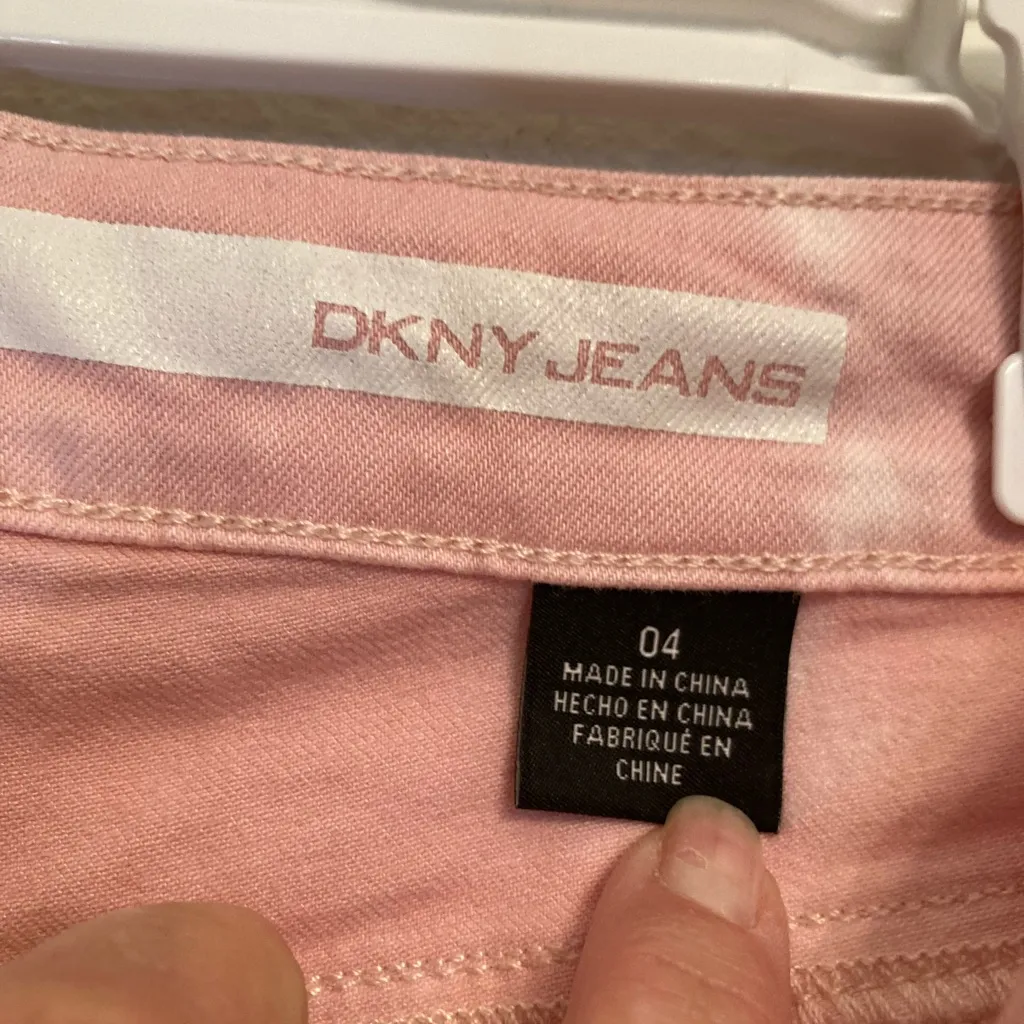 DKNY JEANS
04
MADE IN CHINA
HECHO EN CHINA
FABRIQUÉ EN
CHINE